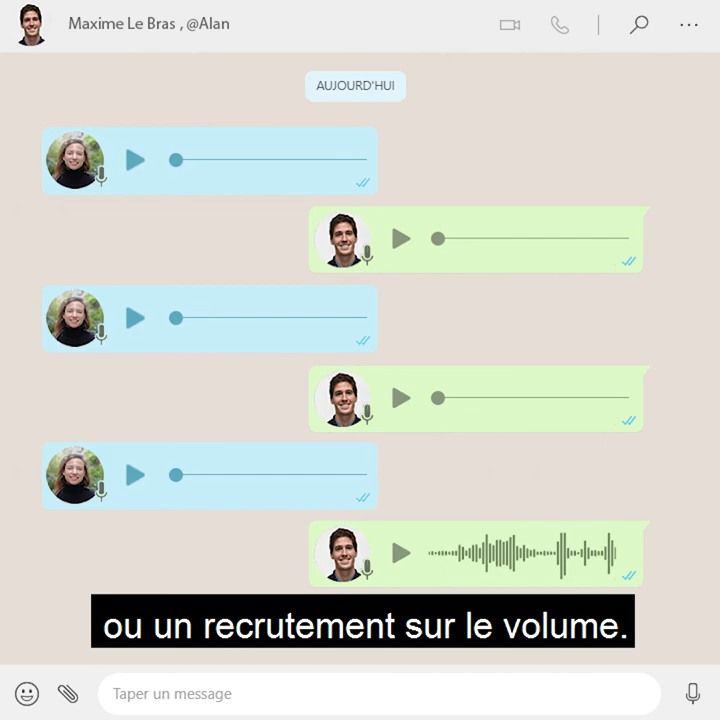 Maxime Le Bras , @Alan
AUJOURD'HUI
ou un recrutement sur le volume.
Taper un message